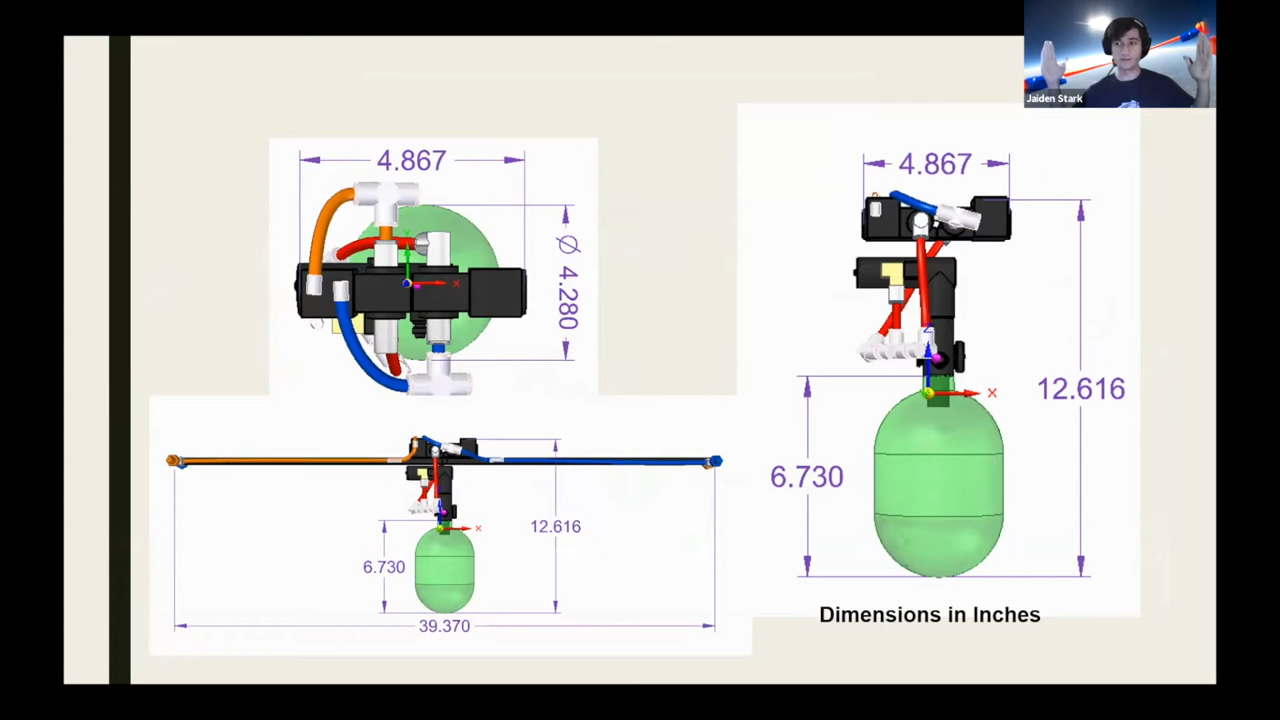 Jaiden Stark
4.867
Ø 4.280
Y
X
4.867
12.616
6.730
Z
X
12.616
6.730
X
39.370
Dimensions in Inches